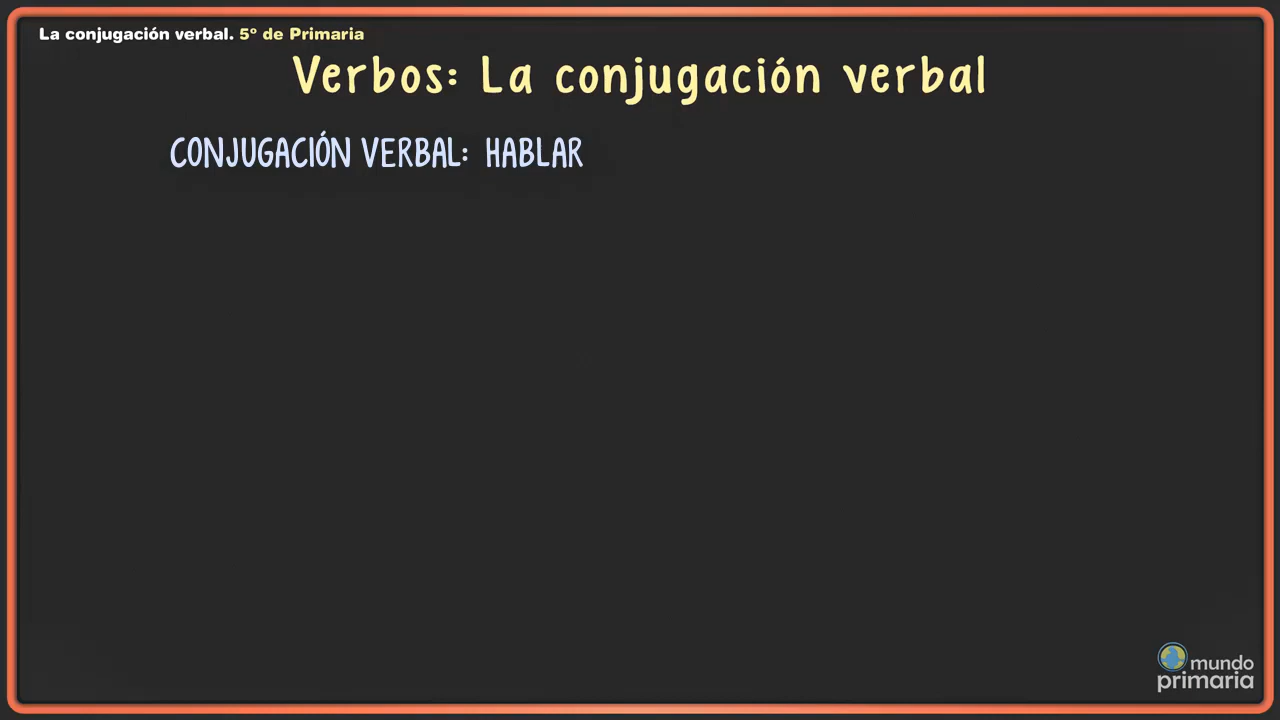 La conjugación verbal. 5º de Primaria
Verbos: La conjugación verbal
CONJUGACIÓN VERBAL: HABLAR
mundo
primaria